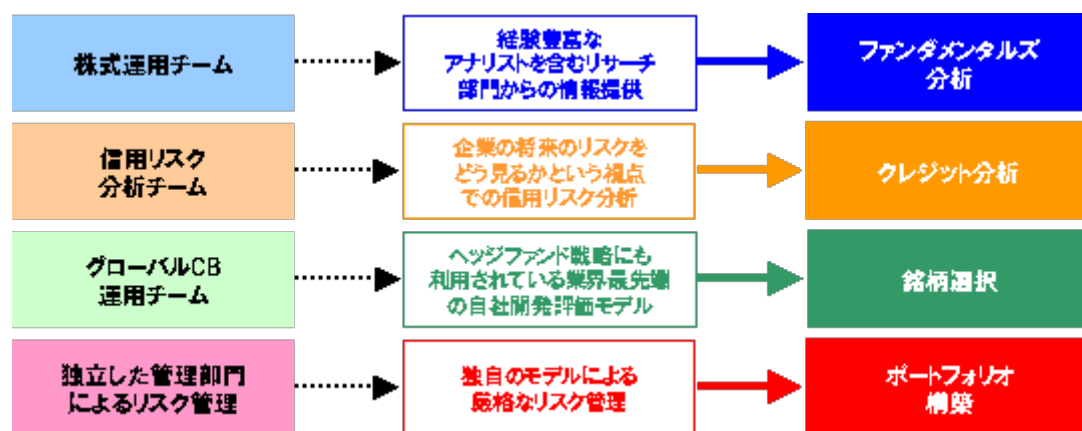 株式運用チーム
経験豊富な
アナリストを含むリサーチ
部門からの情報提供
ファンダメンタルズ
分析
信用リスク
分析チーム
企業の将来のリスクを
どう見るかという視点
での信用リスク分析
クレジット分析
グローバルCB
運用チーム
ヘッジファンド戦略にも
利用されている業界最先端
の自社開発評価モデル
銘柄選択
独立した管理部門
によるリスク管理
独自のモデルによる
厳格なリスク管理
ポートフォリオ
構築